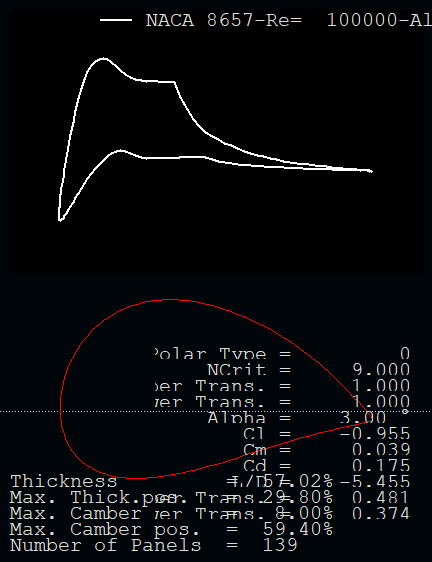 NACA 8657-Re= 100000-Al
Polar Type = 0
NCrit = 9.000
per Trans. = 1.000
wer Trans. = 1.000
Alpha = 3.00 °
Cl = -0.955
Cm = 0.039
Cd = 0.175
L/D = -5.455
Thickness = 57.02%
Max. Thick.pos. = 29.80%
per Trans. = 0.481
Max. Camber = 8.00%
wer Trans. = 0.374
Max. Camber pos. = 59.40%
Number of Panels = 139